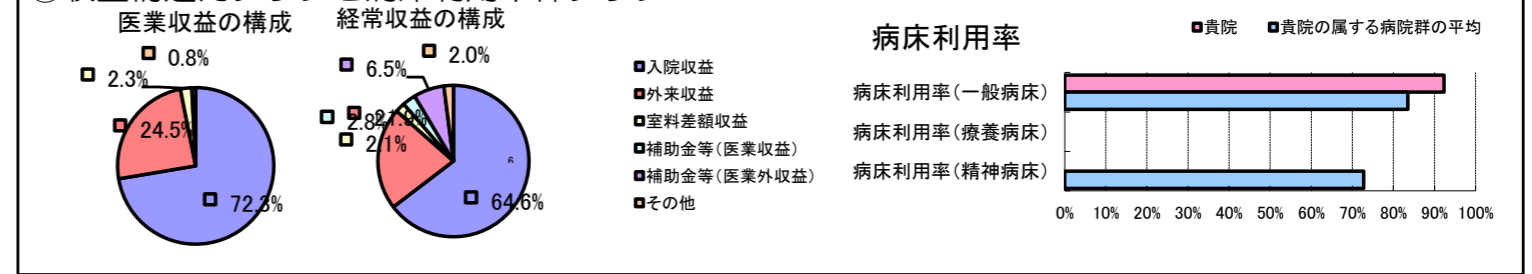 医業収益の構成
0.8%
2.3%
24.5%
72.3%
経常収益の構成
2.0%
6.5%
2.8%
21.9%
2.1%
64.6%
入院収益
外来収益
室料差額収益
補助金等(医業収益)
補助金等(医業外収益)
その他
病床利用率
貴院 貴院の属する病院群の平均
病床利用率(一般病床)
病床利用率(療養病床)
病床利用率(精神病床)
0% 10% 20% 30% 40% 50% 60% 70% 80% 90% 100%